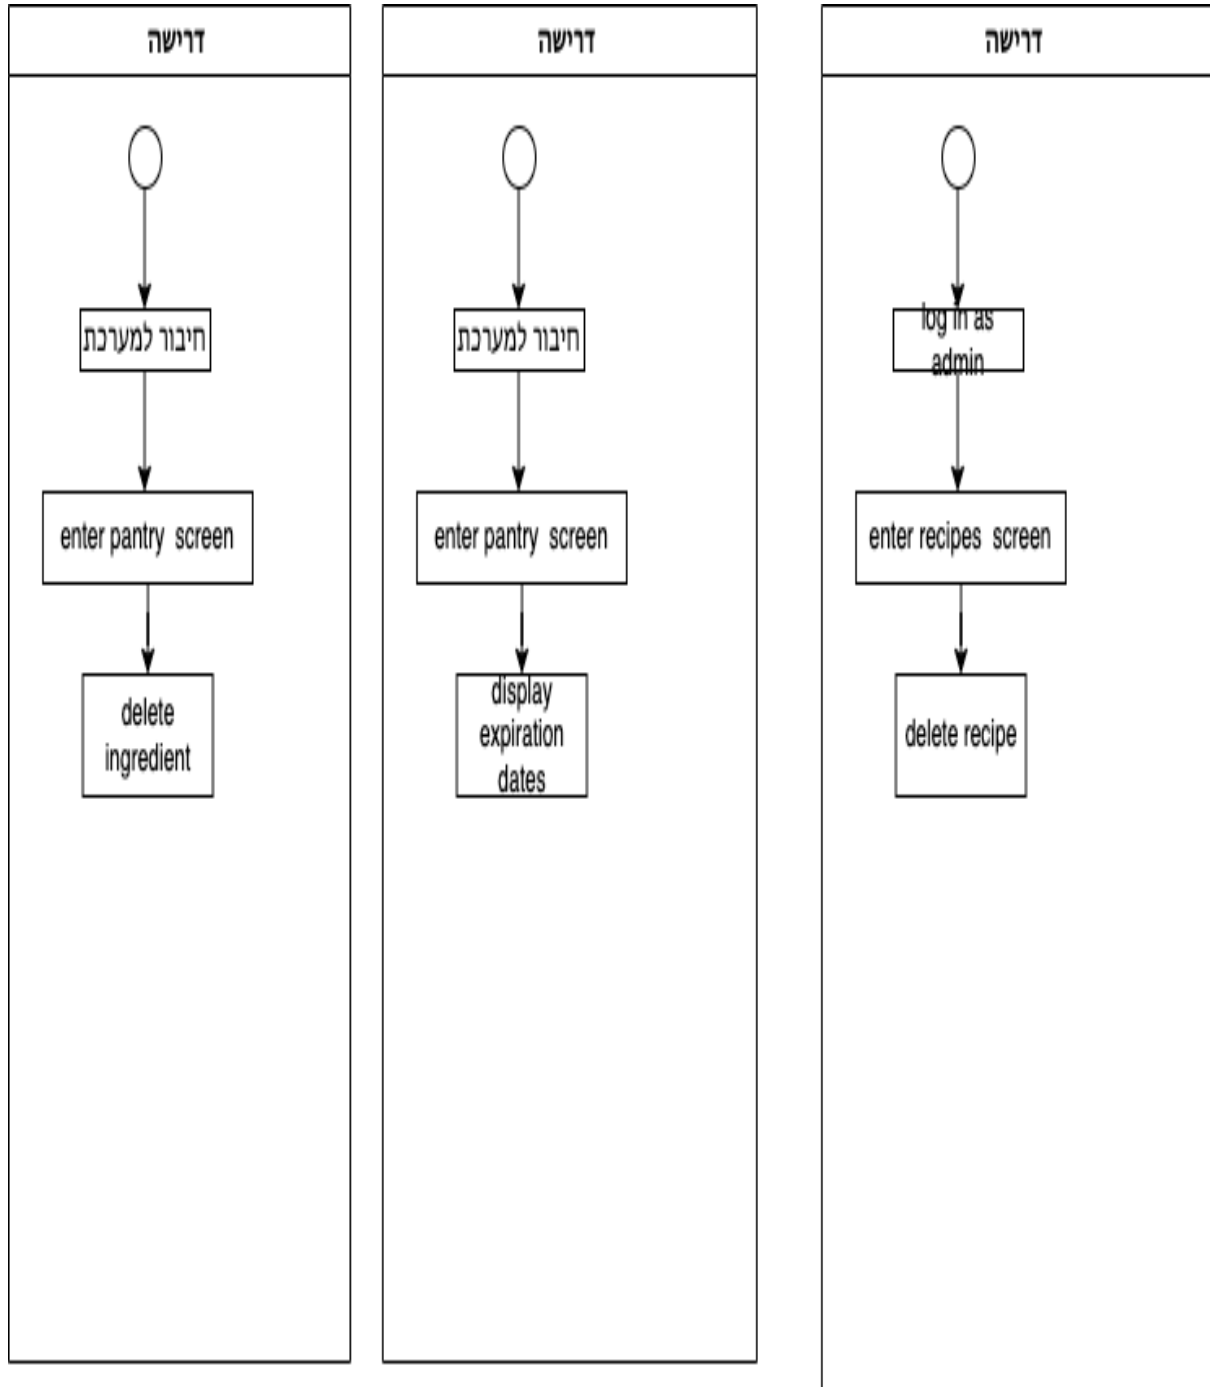 דרישה
חיבור למערכת
enter pantry screen
delete
ingredient
דרישה
חיבור למערכת
enter pantry screen
display
expiration
dates
דרישה
log in as
admin
enter recipes screen
delete recipe